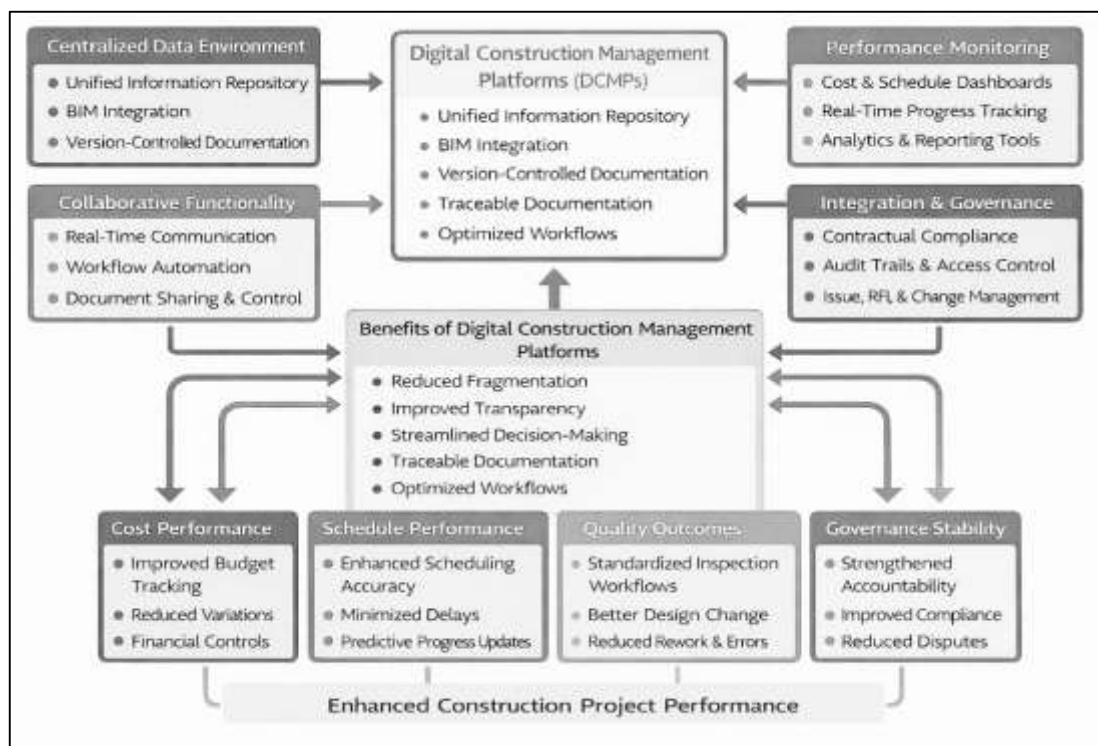 Centralized Data Environment
Unified Information Repository
BIM Integration
Version-Controlled Documentation
Digital Construction Management
Platforms (DCMPs)
Unified Information Repository
BIM Integration
Version-Controlled Documentation
Traceable Documentation
Optimized Workflows
Performance Monitoring
Cost & Schedule Dashboards
Real-Time Progress Tracking
Analytics & Reporting Tools
Collaborative Functionality
Real-Time Communication
Workflow Automation
Document Sharing & Control
Integration & Governance
Contractual Compliance
Audit Trails & Access Control
Issue, RFI, & Change Management
Benefits of Digital Construction Management
Platforms
Reduced Fragmentation
Improved Transparency
Streamlined Decision-Making
Traceable Documentation
Optimized Workflows
Cost Performance
Improved Budget
Tracking
Reduced Variations
Financial Controls
Schedule Performance
Enhanced Scheduling
Accuracy
Minimized Delays
Predictive Progress Updates
Quality Outcomes
Standardized Inspection
Workflows
Better Design Change
Reduced Rework & Errors
Governance Stability
Strengthened
Accountability
Improved Compliance
Reduced Disputes
Enhanced Construction Project Performance